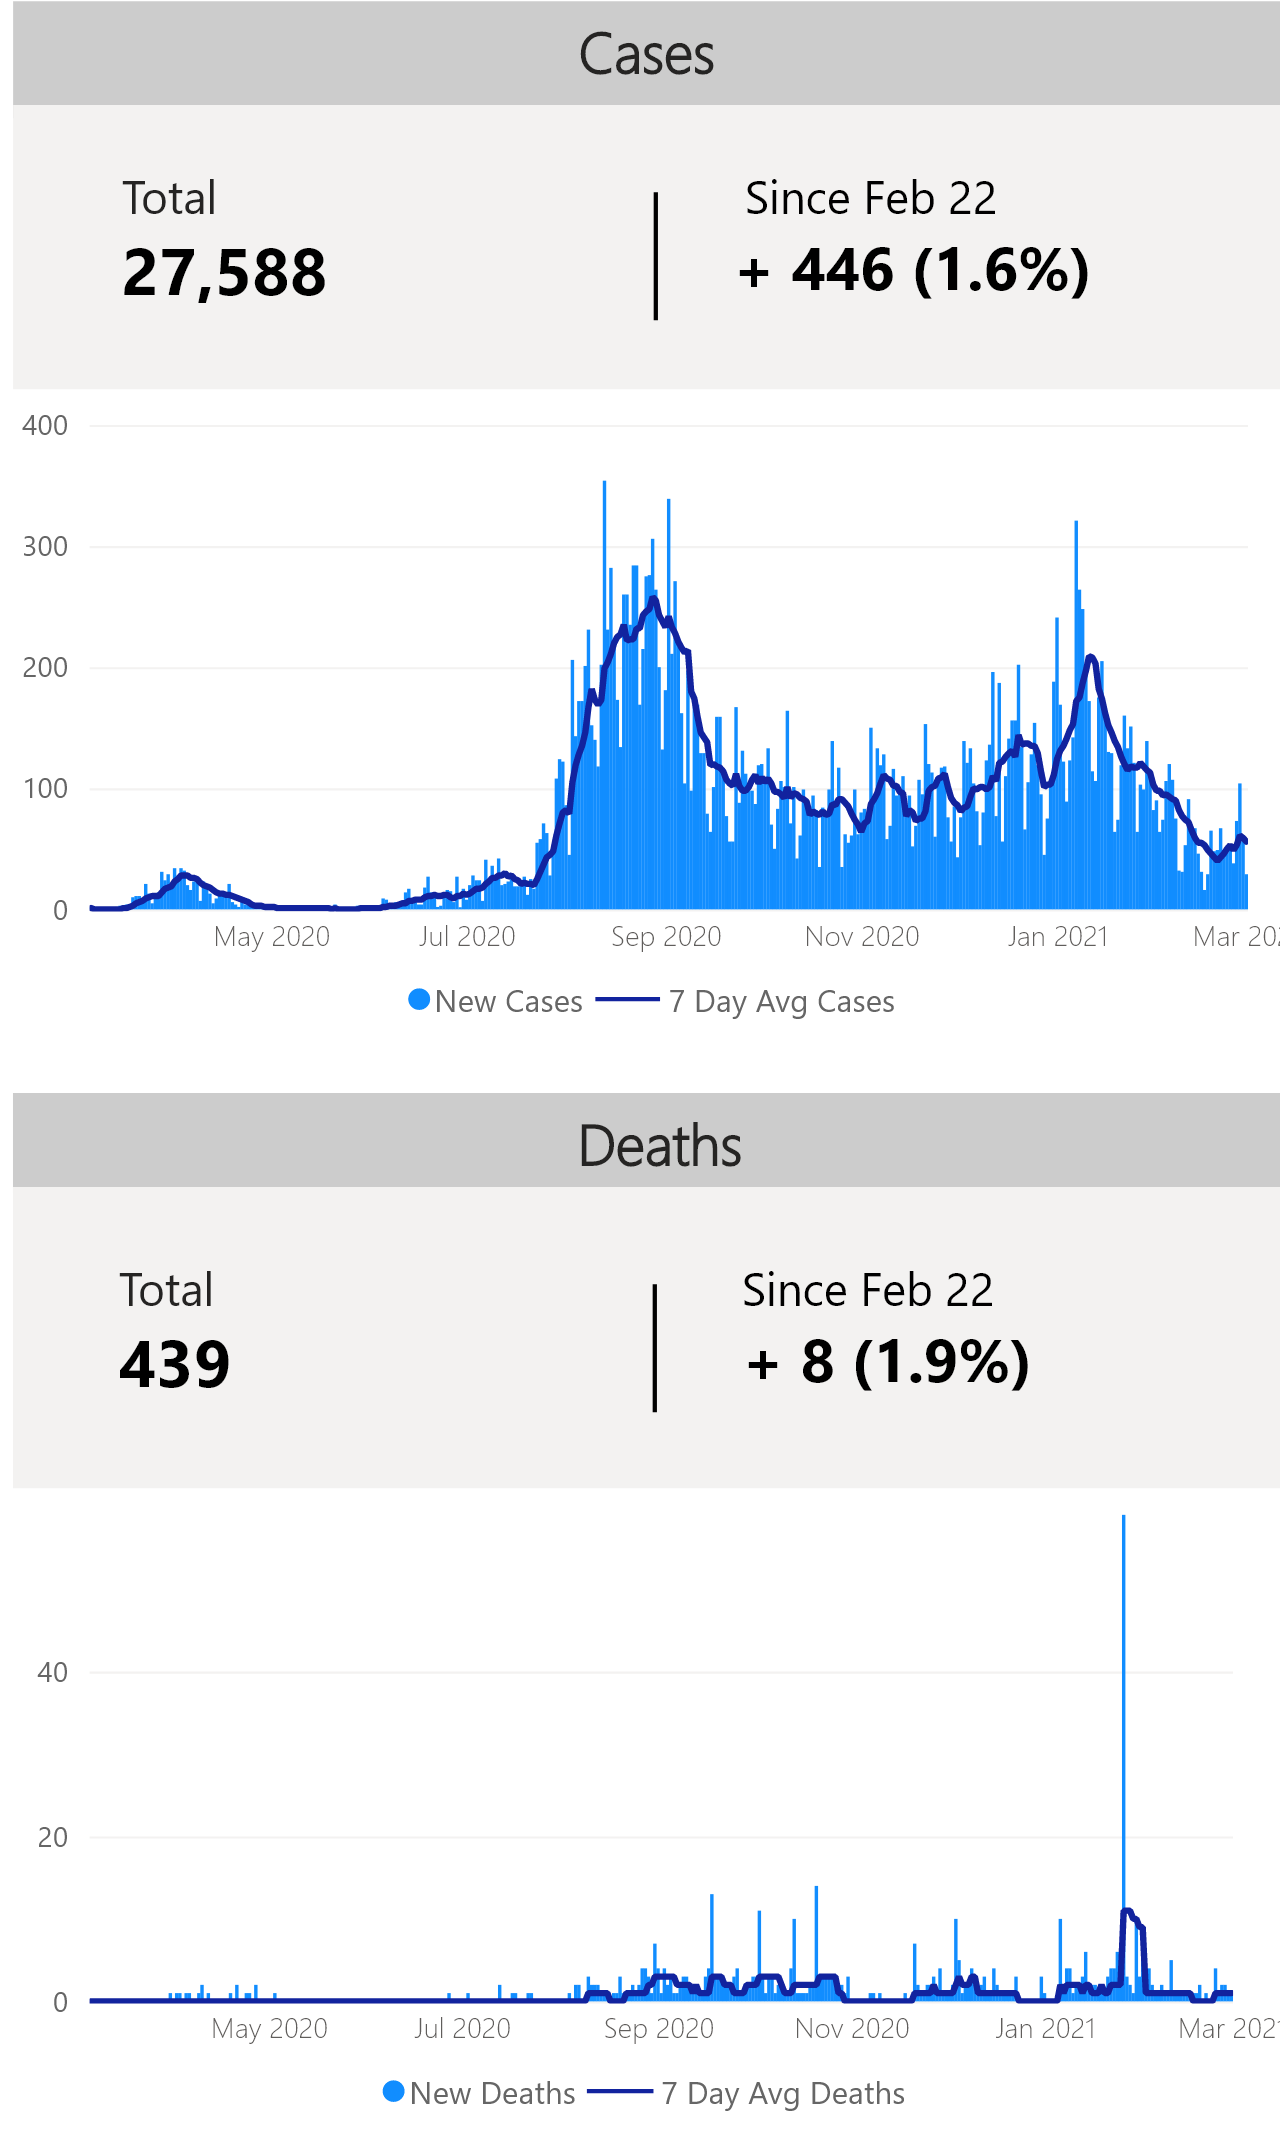 Cases
Total
Since Feb 22
27,588
+ 446 (1.6%)
400
300
200
100
0
May 2020
Jul 2020
Sep 2020
Nov 2020
Jan 2021
Mar 202
New Cases
7 Day Avg Cases
Deaths
Total
Since Feb 22
439
+ 8 (1.9%)
40
20
0
May 2020
Jul 2020
Sep 2020
Nov 2020
Jan 2021
Mar 2021
New Deaths
7 Day Avg Deaths